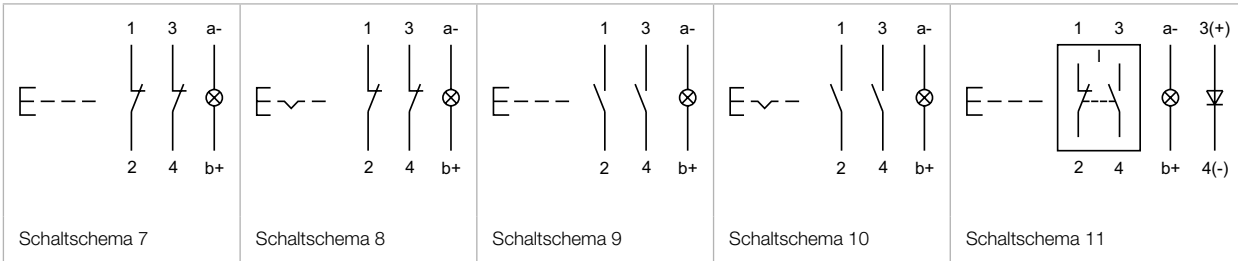 1 3 a-
2 4 b+
Schaltschema 7
1 3 a-
2 4 b+
Schaltschema 8
1 3 a-
2 4 b+
Schaltschema 9
1 3 a-
2 4 b+
Schaltschema 10
1 3 a- 3(+)
2 4 b+ 4(-)
Schaltschema 11